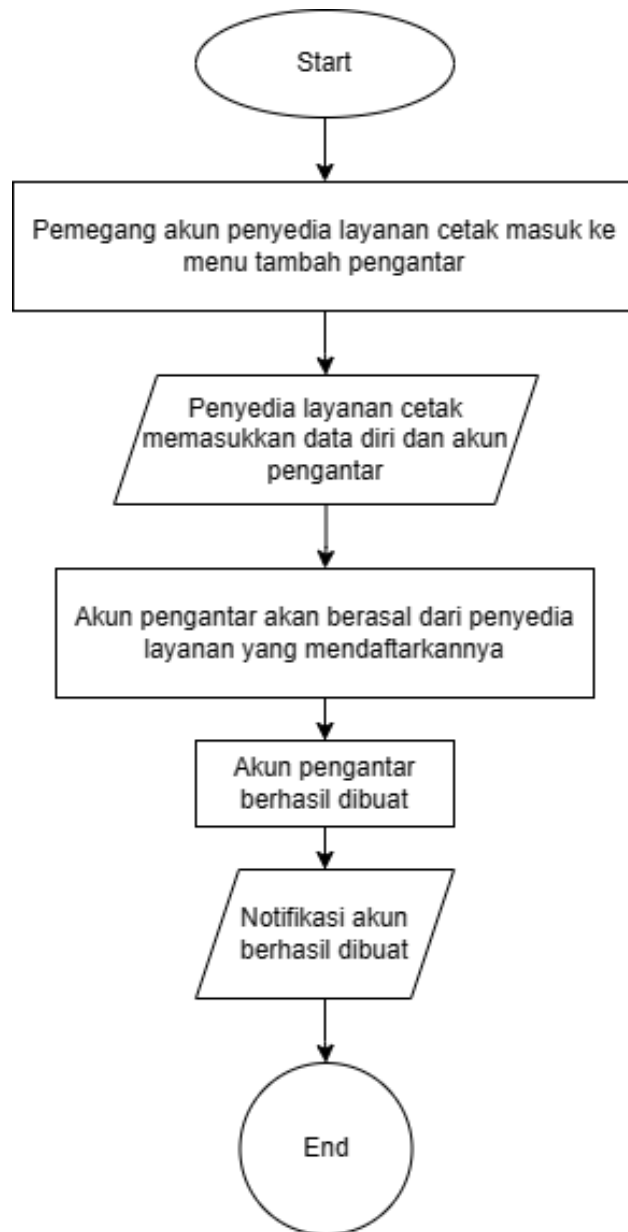 Start
Pemegang akun penyedia layanan cetak masuk ke
menu tambah pengantar
Penyedia layanan cetak
memasukkan data diri dan akun
pengantar
Akun pengantar akan berasal dari penyedia
layanan yang mendaftarkannya
Akun pengantar
berhasil dibuat
Notifikasi akun
berhasil dibuat
End